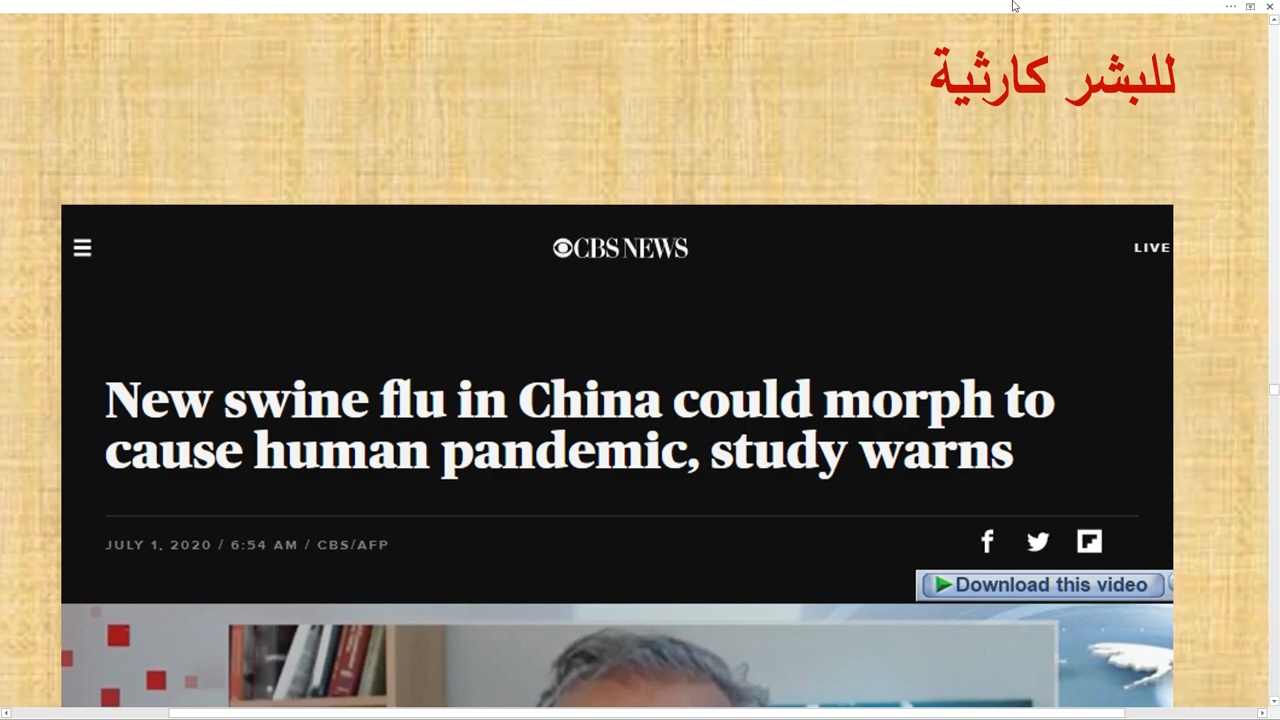 للبشر كارثية
CBS NEWS
LIVE
New swine flu in China could morph to
cause human pandemic, study warns
JULY 1, 2020 / 6:54 AM / CBS/AFP
Download this video